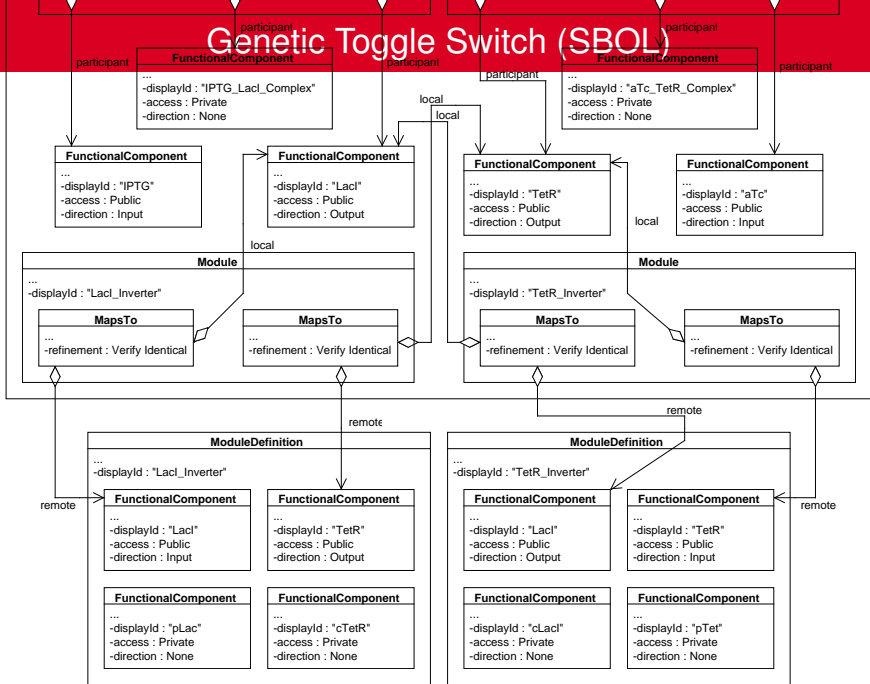 Genetic Toggle Switch (SBOL)
participant
participant
participant
participant
participant
participant
FunctionalComponent
...
-displayId : "IPTG_LacI_Complex"
-access : Private
-direction : None
FunctionalComponent
...
-displayId : "aTc_TetR_Complex"
-access : Private
-direction : None
local
local
FunctionalComponent
...
-displayId : "IPTG"
-access : Public
-direction : Input
FunctionalComponent
...
-displayId : "LacI"
-access : Public
-direction : Output
FunctionalComponent
...
-displayId : "TetR"
-access : Public
-direction : Output
FunctionalComponent
...
-displayId : "aTc"
-access : Public
-direction : Input
local
local
Module
...
-displayId : "LacI_Inverter"
MapsTo
...
-refinement : Verify Identical
MapsTo
...
-refinement : Verify Identical
Module
...
-displayId : "TetR_Inverter"
MapsTo
...
-refinement : Verify Identical
MapsTo
...
-refinement : Verify Identical
remote
remote
ModuleDefinition
...
-displayId : "LacI_Inverter"
remote
FunctionalComponent
...
-displayId : "LacI"
-access : Public
-direction : Input
FunctionalComponent
...
-displayId : "TetR"
-access : Public
-direction : Output
FunctionalComponent
...
-displayId : "pLac"
-access : Private
-direction : None
FunctionalComponent
...
-displayId : "cTetR"
-access : Private
-direction : None
ModuleDefinition
...
-displayId : "TetR_Inverter"
FunctionalComponent
...
-displayId : "LacI"
-access : Public
-direction : Output
FunctionalComponent
...
-displayId : "TetR"
-access : Public
-direction : Input
remote
FunctionalComponent
...
-displayId : "cLacI"
-access : Private
-direction : None
FunctionalComponent
...
-displayId : "pTet"
-access : Private
-direction : None